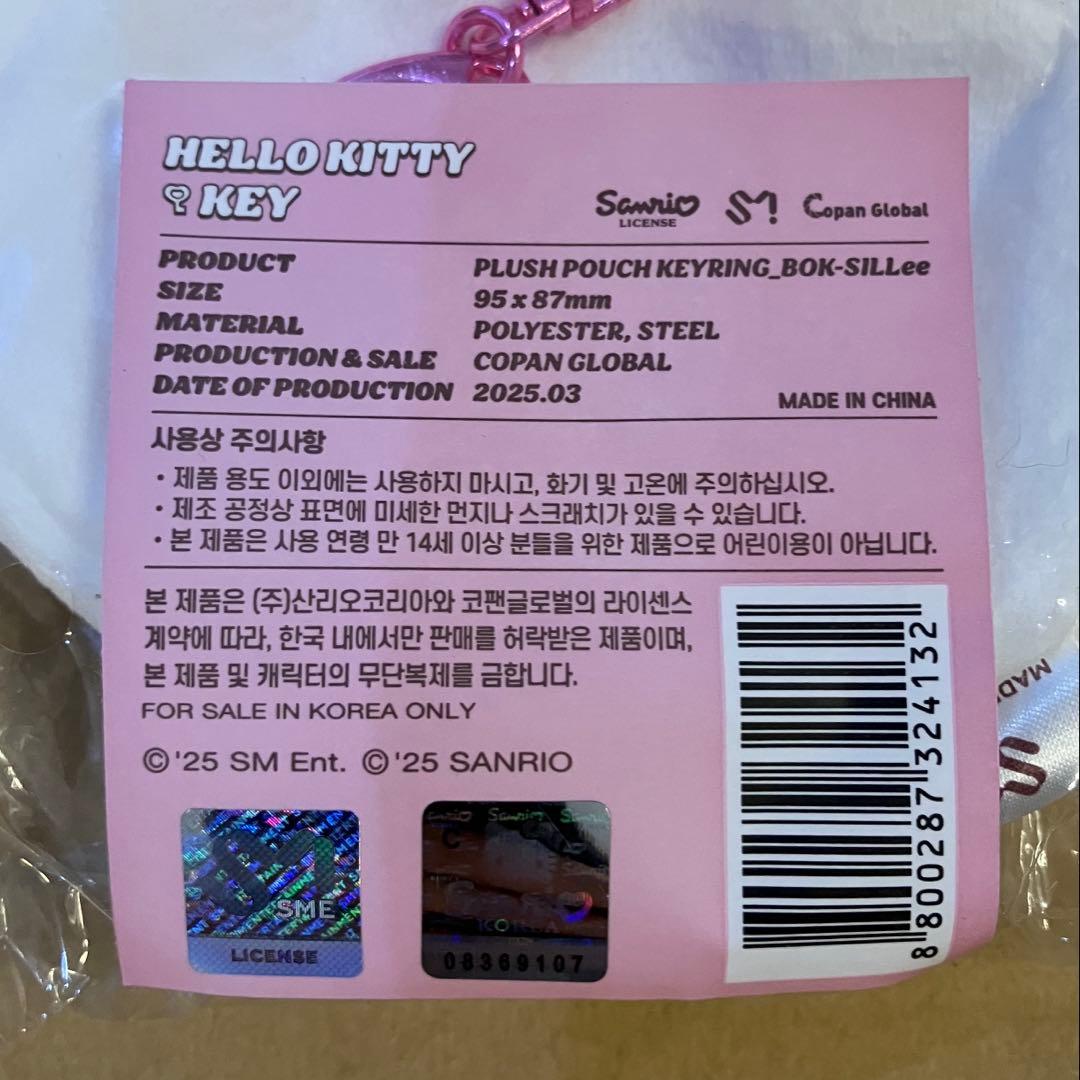 HELLO KITTY
KEY
Sanrio LICENSE SM! Copan Global
PRODUCT PLUSH POUCH KEYRING_BOK-SILLee
SIZE 95 x 87mm
MATERIAL POLYESTER, STEEL
PRODUCTION & SALE COPAN GLOBAL
DATE OF PRODUCTION 2025.03
MADE IN CHINA
사용상 주의사항
• 제품 용도 이외에는 사용하지 마시고, 화기 및 고온에 주의하십시오.
• 제조 공정상 표면에 미세한 먼지나 스크래치가 있을 수 있습니다.
• 본 제품은 사용 연령 만 14세 이상 분들을 위한 제품으로 어린이용이 아닙니다.
본 제품은 (주)산리오코리아와 코팬글로벌의 라이센스
계약에 따라, 한국 내에서만 판매를 허락받은 제품이며,
본 제품 및 캐릭터의 무단복제를 금합니다.
FOR SALE IN KOREA ONLY
© '25 SM Ent. © '25 SANRIO
SME
LICENSE
Sanrio
KOREA
08369107
8 800287 324132